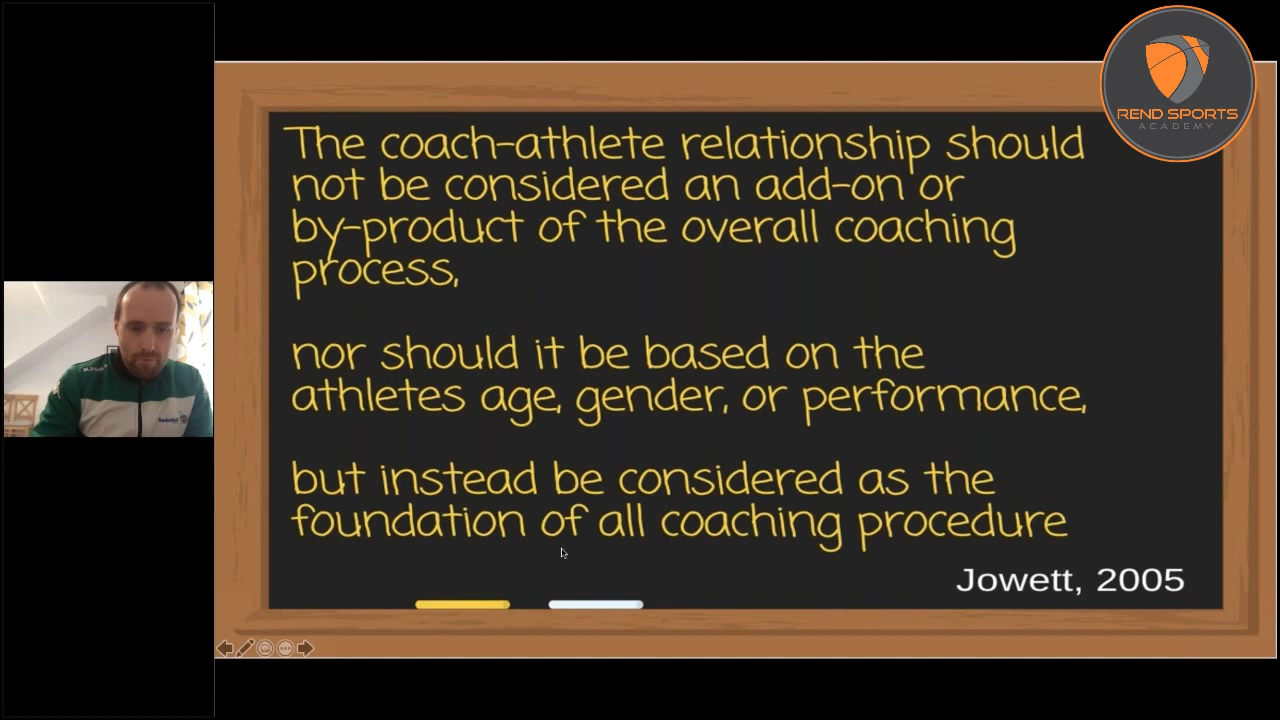 REND SPORTS
ACADEMY
The coach-athlete relationship should
not be considered an add-on or
by-product of the overall coaching
process,
nor should it be based on the
athletes age, gender, or performance,
but instead be considered as the
foundation of all coaching procedure
Jowett, 2005